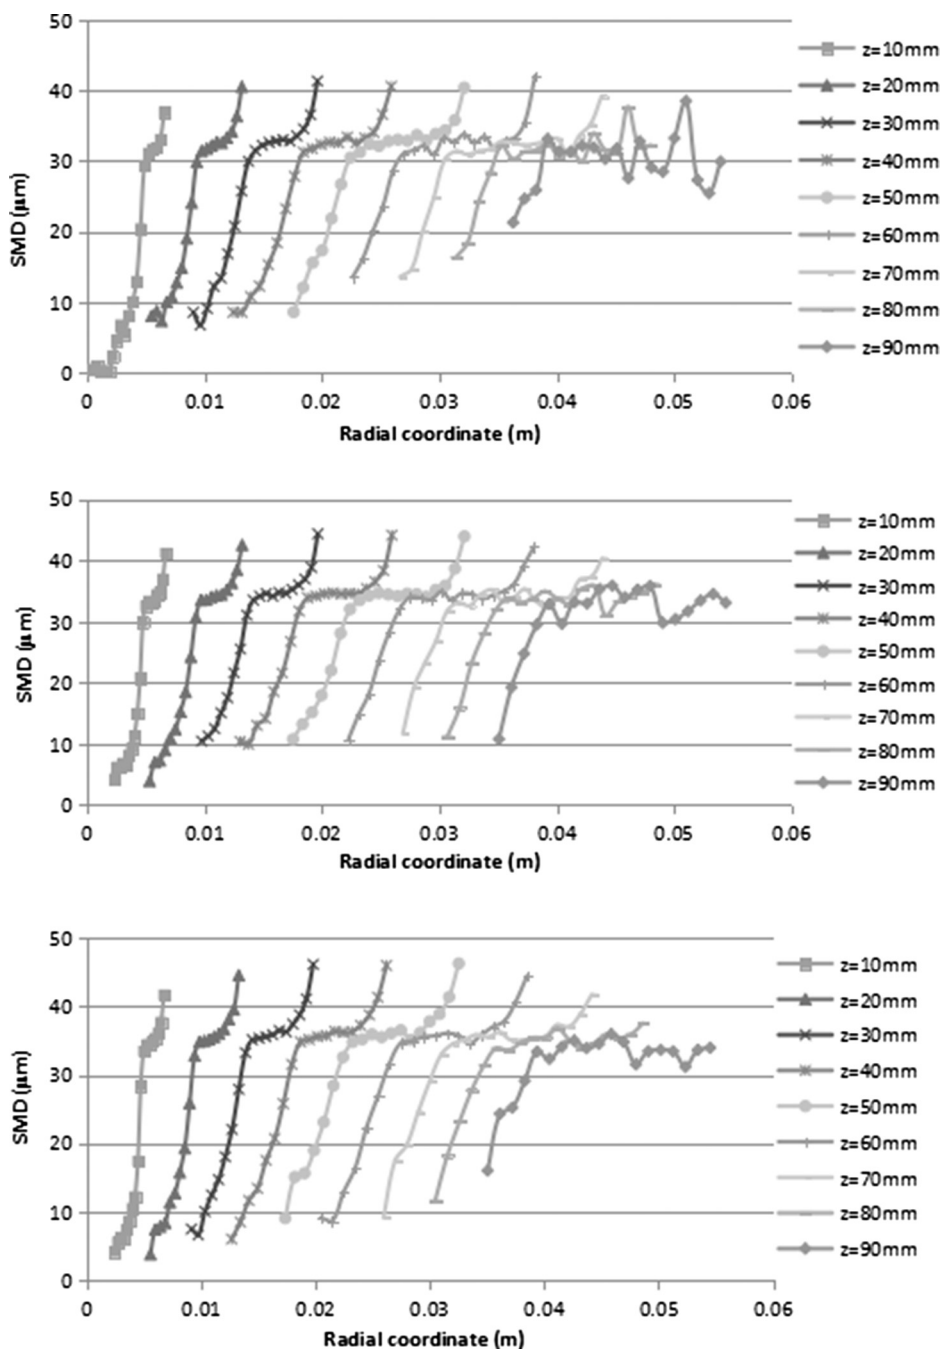 50
40
30
20
10
0
SMD (μm)
0 0.01 0.02 0.03 0.04 0.05 0.06
Radial coordinate (m)
z=10mm
z=20mm
z=30mm
z=40mm
z=50mm
z=60mm
z=70mm
z=80mm
z=90mm
50
40
30
20
10
0
SMD (μm)
0 0.01 0.02 0.03 0.04 0.05 0.06
Radial coordinate (m)
z=10mm
z=20mm
z=30mm
z=40mm
z=50mm
z=60mm
z=70mm
z=80mm
z=90mm
50
40
30
20
10
0
SMD (μm)
0 0.01 0.02 0.03 0.04 0.05 0.06
Radial coordinate (m)
z=10mm
z=20mm
z=30mm
z=40mm
z=50mm
z=60mm
z=70mm
z=80mm
z=90mm